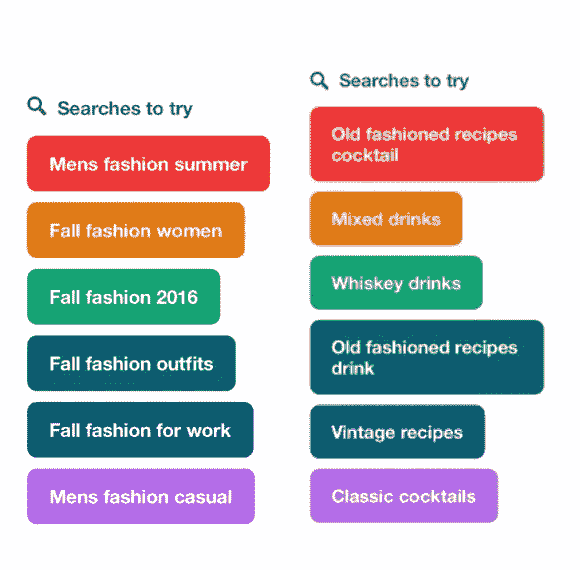 Searches to try
Mens fashion summer
Fall fashion women
Fall fashion 2016
Fall fashion outfits
Fall fashion for work
Mens fashion casual
Searches to try
Old fashioned recipes
cocktail
Mixed drinks
Whiskey drinks
Old fashioned recipes
drink
Vintage recipes
Classic cocktails